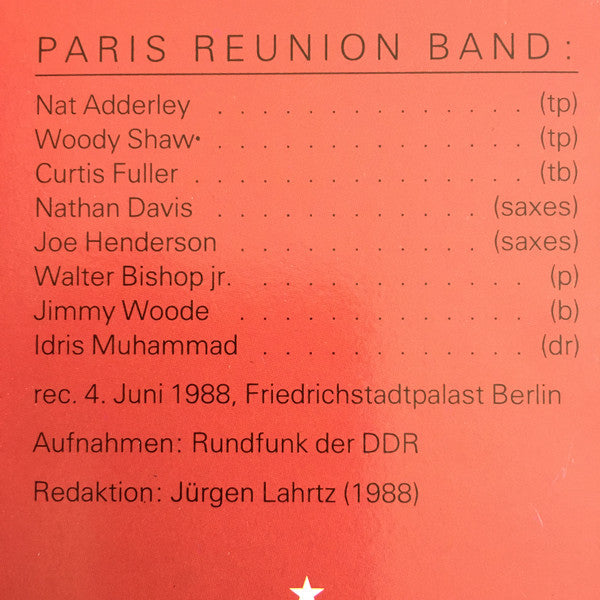 PARIS REUNION BAND:
Nat Adderley . . . . . . . . . . . . . . (tp)
Woody Shaw• . . . . . . . . . . . . . . (tp)
Curtis Fuller . . . . . . . . . . . . . . . (tb)
Nathan Davis . . . . . . . . . . . . (saxes)
Joe Henderson . . . . . . . . . . . (saxes)
Walter Bishop jr. . . . . . . . . . . . . . (p)
Jimmy Woode . . . . . . . . . . . . . (b)
Idris Muhammad . . . . . . . . . . . . (dr)
rec. 4. Juni 1988, Friedrichstadtpalast Berlin
Aufnahmen: Rundfunk der DDR
Redaktion: Jürgen Lahrtz (1988)